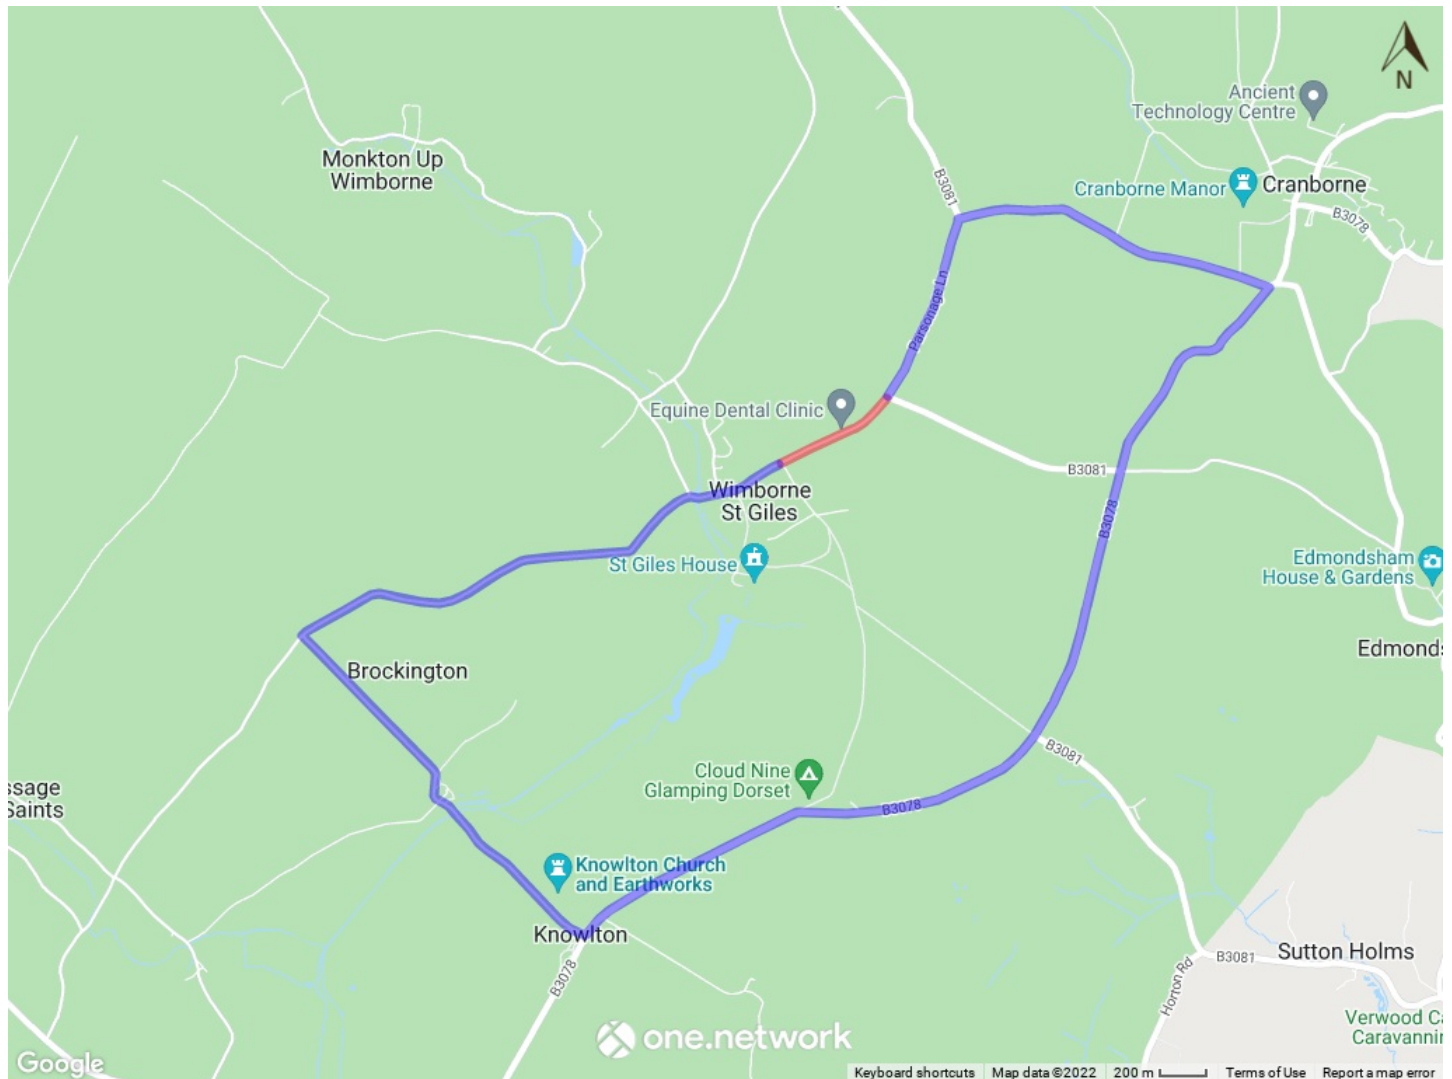 N
Ancient
Technology Centre
Monkton Up
Wimborne
B3081
Cranborne Manor
Cranborne
B3078
Parsonage Ln
Equine Dental Clinic
B3081
Wimborne
St Giles
B3078
St Giles House
Edmondsham
House & Gardens
Edmonds
Brockington
B3081
Cloud Nine
Glamping Dorset
ssage
Saints
B3078
Knowlton Church
and Earthworks
Knowlton
B3078
Horton Rd
B3081
Sutton Holms
Verwood Ca
Caravannin
one.network
Google
Keyboard shortcuts Map data ©2022 200 m Terms of Use Report a map error